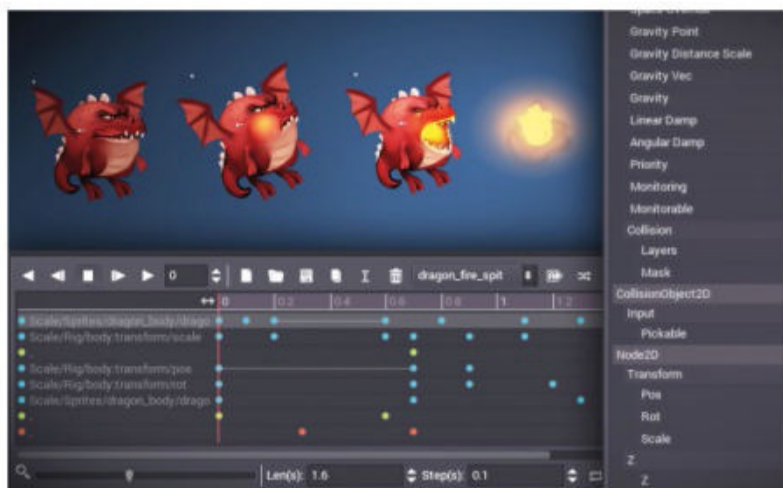 Gravity Point
Gravity Distance Scale
Gravity Vec
Gravity
Linear Damp
Angular Damp
Priority
Monitoring
Monitorable
Collision
Layers
Mask
CollisionObject2D
Input
Pickable
Node2D
Transform
Pos
Rot
Scale
Z
Z
0
dragon_fire_spit
0 0.2 0.4 0.6 0.8 1 1.2
Scale/Sprites/dragon_body/drago
Scale/Rig/body:transform/scale
Scale/Rig/body:transform/pos
Scale/Rig/body:transform/rot
Scale/Sprites/dragon_body/drago
Len(s): 1.6
Step(s): 0.1